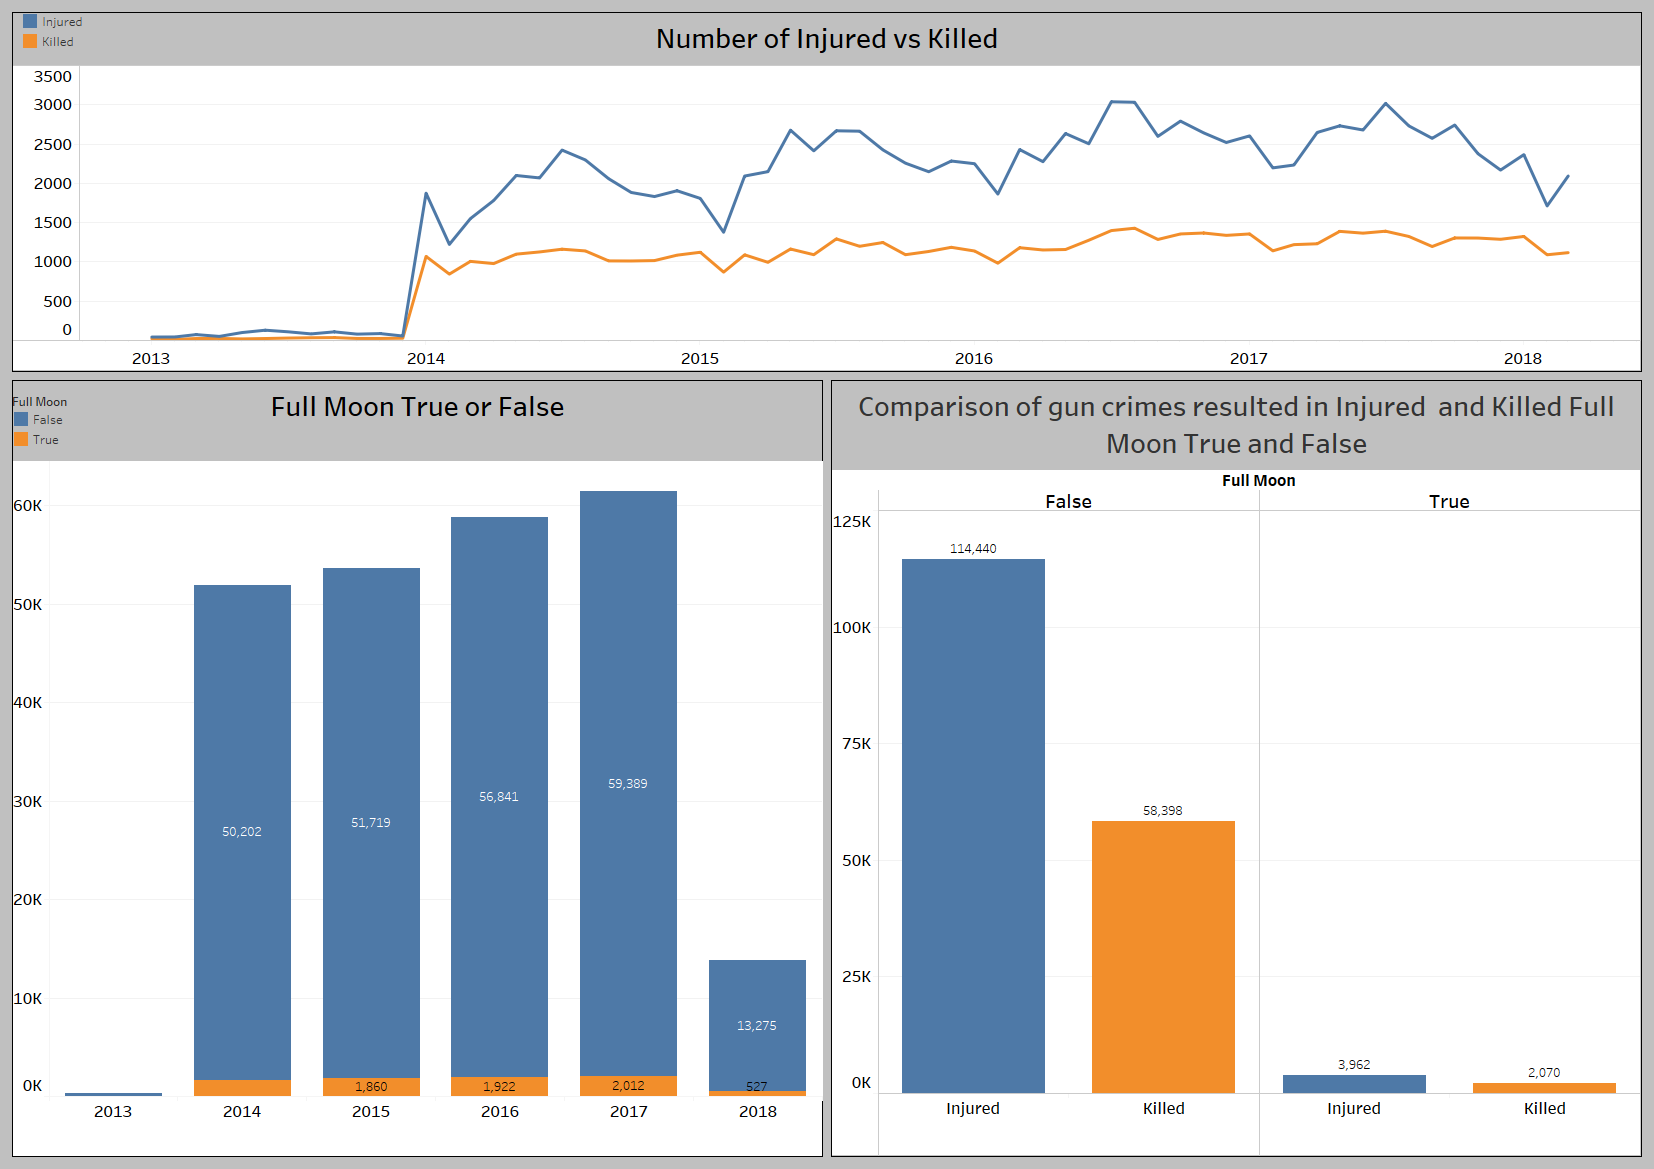 Injured
Killed
Number of Injured vs Killed
3500
3000
2500
2000
1500
1000
500
0
2013 2014 2015 2016 2017 2018
Full Moon
False
True
Full Moon True or False
60K
50K
40K
30K
20K
10K
0K
50,202
51,719
56,841
59,389
13,275
1,860
1,922
2,012
527
2013 2014 2015 2016 2017 2018
Comparison of gun crimes resulted in Injured and Killed Full
Moon True and False
Full Moon
False True
125K
100K
75K
50K
25K
0K
114,440
58,398
3,962
2,070
Injured Killed Injured Killed